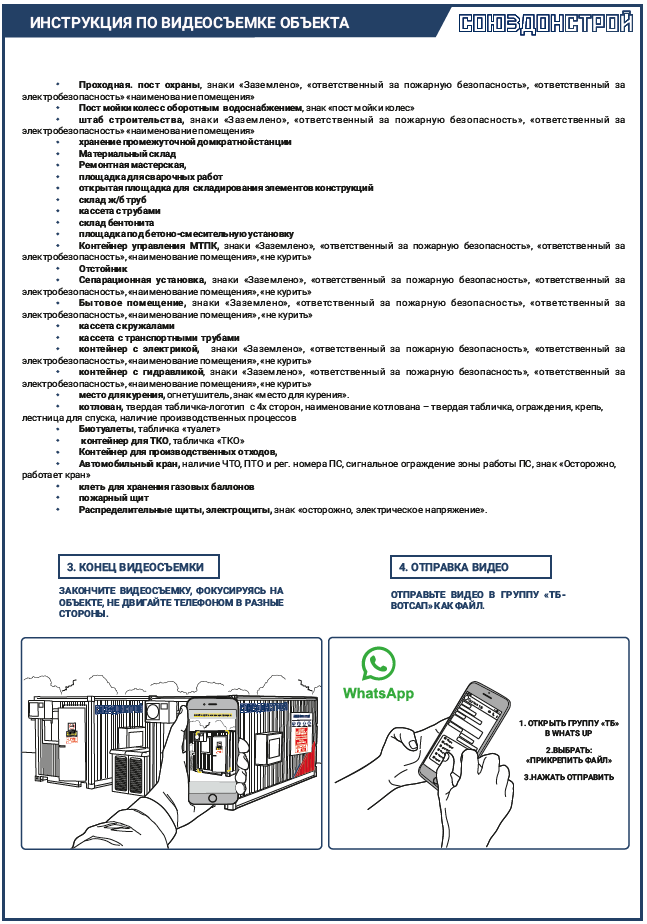 ИНСТРУКЦИЯ ПО ВИДЕОСЪЕМКЕ ОБЪЕКТА
СОЮЗДОНСТРОЙ
• Проходная. пост охраны, знаки «Заземлено», «ответственный за пожарную безопасность», «ответственный за
электробезопасность» «наименование помещения»
• Пост мойки колес с оборотным водоснабжением, знак «пост мойки колес»
• штаб строительства, знаки «Заземлено», «ответственный за пожарную безопасность», «ответственный за
электробезопасность» «наименование помещения»
• хранение промежуточной домкратной станции
• Материальный склад
• Ремонтная мастерская,
• площадка для сварочных работ
• открытая площадка для складирования элементов конструкций
• склад ж/б труб
• кассета с трубами
• склад бентонита
• площадка под бетоно-смесительную установку
• Контейнер управления МТПК, знаки «Заземлено», «ответственный за пожарную безопасность», «ответственный за
электробезопасность», «наименование помещения», «не курить»
• Отстойник
• Сепарационная установка, знаки «Заземлено», «ответственный за пожарную безопасность», «ответственный за
электробезопасность», «наименование помещения», «не курить»
• Бытовое помещение, знаки «Заземлено», «ответственный за пожарную безопасность», «ответственный за
электробезопасность», «наименование помещения» , «не курить»
• кассета с кружалами
• кассета с транспортными трубами
• контейнер с электрикой, знаки «Заземлено», «ответственный за пожарную безопасность», «ответственный за
электробезопасность», «наименование помещения», «не курить»
• контейнер с гидравликой, знаки «Заземлено», «ответственный за пожарную безопасность», «ответственный за
электробезопасность», «наименование помещения», «не курить»
• место для курения, огнетушитель, знак «место для курения».
• котлован, твердая табличка-логотип с 4х сторон, наименование котлована – твердая табличка, ограждения, крепь,
лестница для спуска, наличие производственных процессов
• Биотуалеты, табличка «туалет»
• контейнер для ТКО, табличка «ТКО»
• Контейнер для производственных отходов,
• Автомобильный кран, наличие ЧТО, ПТО и рег. номера ПС, сигнальное ограждение зоны работы ПС, знак «Осторожно,
работает кран»
• клеть для хранения газовых баллонов
• пожарный щит
• Распределительные щиты, электрощиты, знак «осторожно, электрическое напряжение».
3. КОНЕЦ ВИДЕОСЪЕМКИ
ЗАКОНЧИТЕ ВИДЕОСЪЕМКУ, ФОКУСИРУЯСЬ НА
ОБЪЕКТЕ, НЕ ДВИГАЙТЕ ТЕЛЕФОНОМ В РАЗНЫЕ
СТОРОНЫ.
4. ОТПРАВКА ВИДЕО
ОТПРАВЬТЕ ВИДЕО В ГРУППУ «ТБ-
ВОТСАП» КАК ФАЙЛ.
WhatsApp
1. ОТКРЫТЬ ГРУППУ «ТБ»
В WHATS UP
2.ВЫБРАТЬ:
«ПРИКРЕПИТЬ ФАЙЛ»
3.НАЖАТЬ ОТПРАВИТЬ